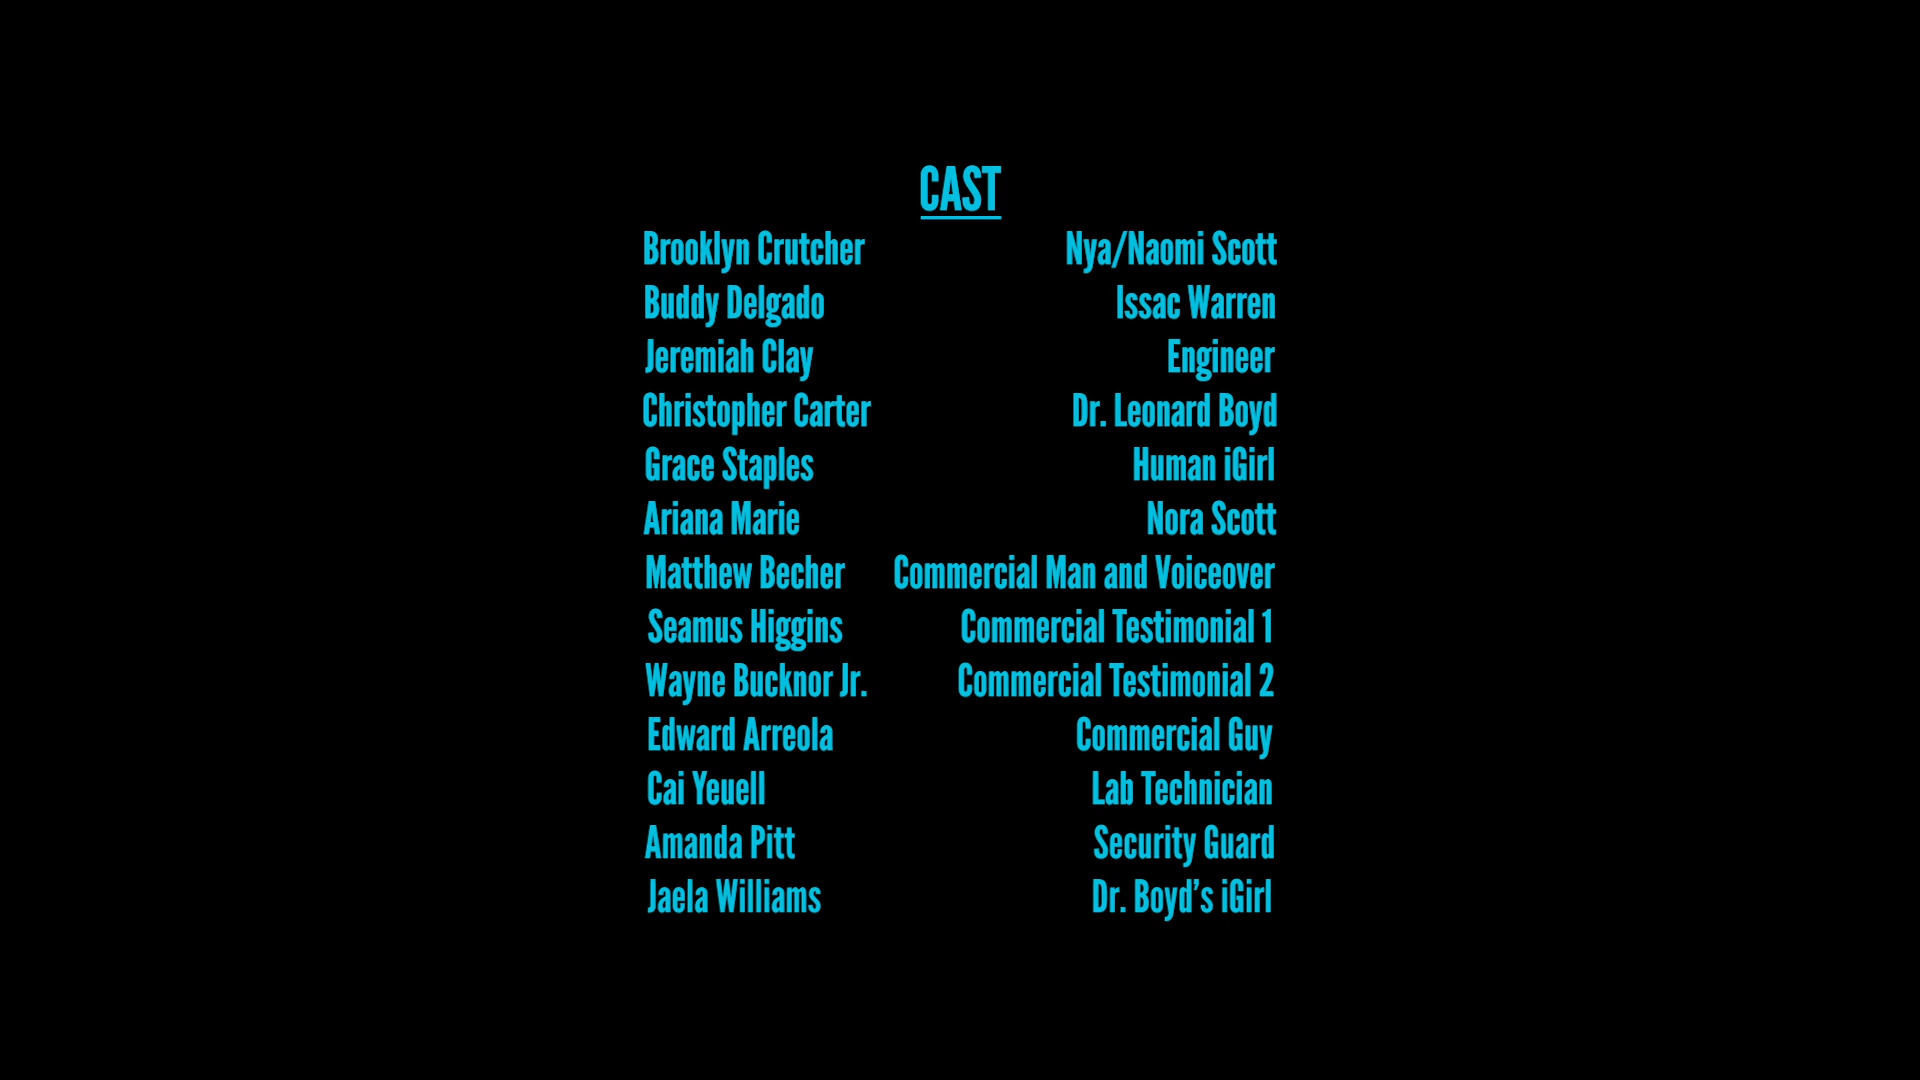 CAST
Brooklyn Crutcher Nya/Naomi Scott
Buddy Delgado Issac Warren
Jeremiah Clay Engineer
Christopher Carter Dr. Leonard Boyd
Grace Staples Human iGirl
Ariana Marie Nora Scott
Matthew Becher Commercial Man and Voiceover
Seamus Higgins Commercial Testimonial 1
Wayne Bucknor Jr. Commercial Testimonial 2
Edward Arreola Commercial Guy
Cai Yeuell Lab Technician
Amanda Pitt Security Guard
Jaela Williams Dr. Boyd’s iGirl